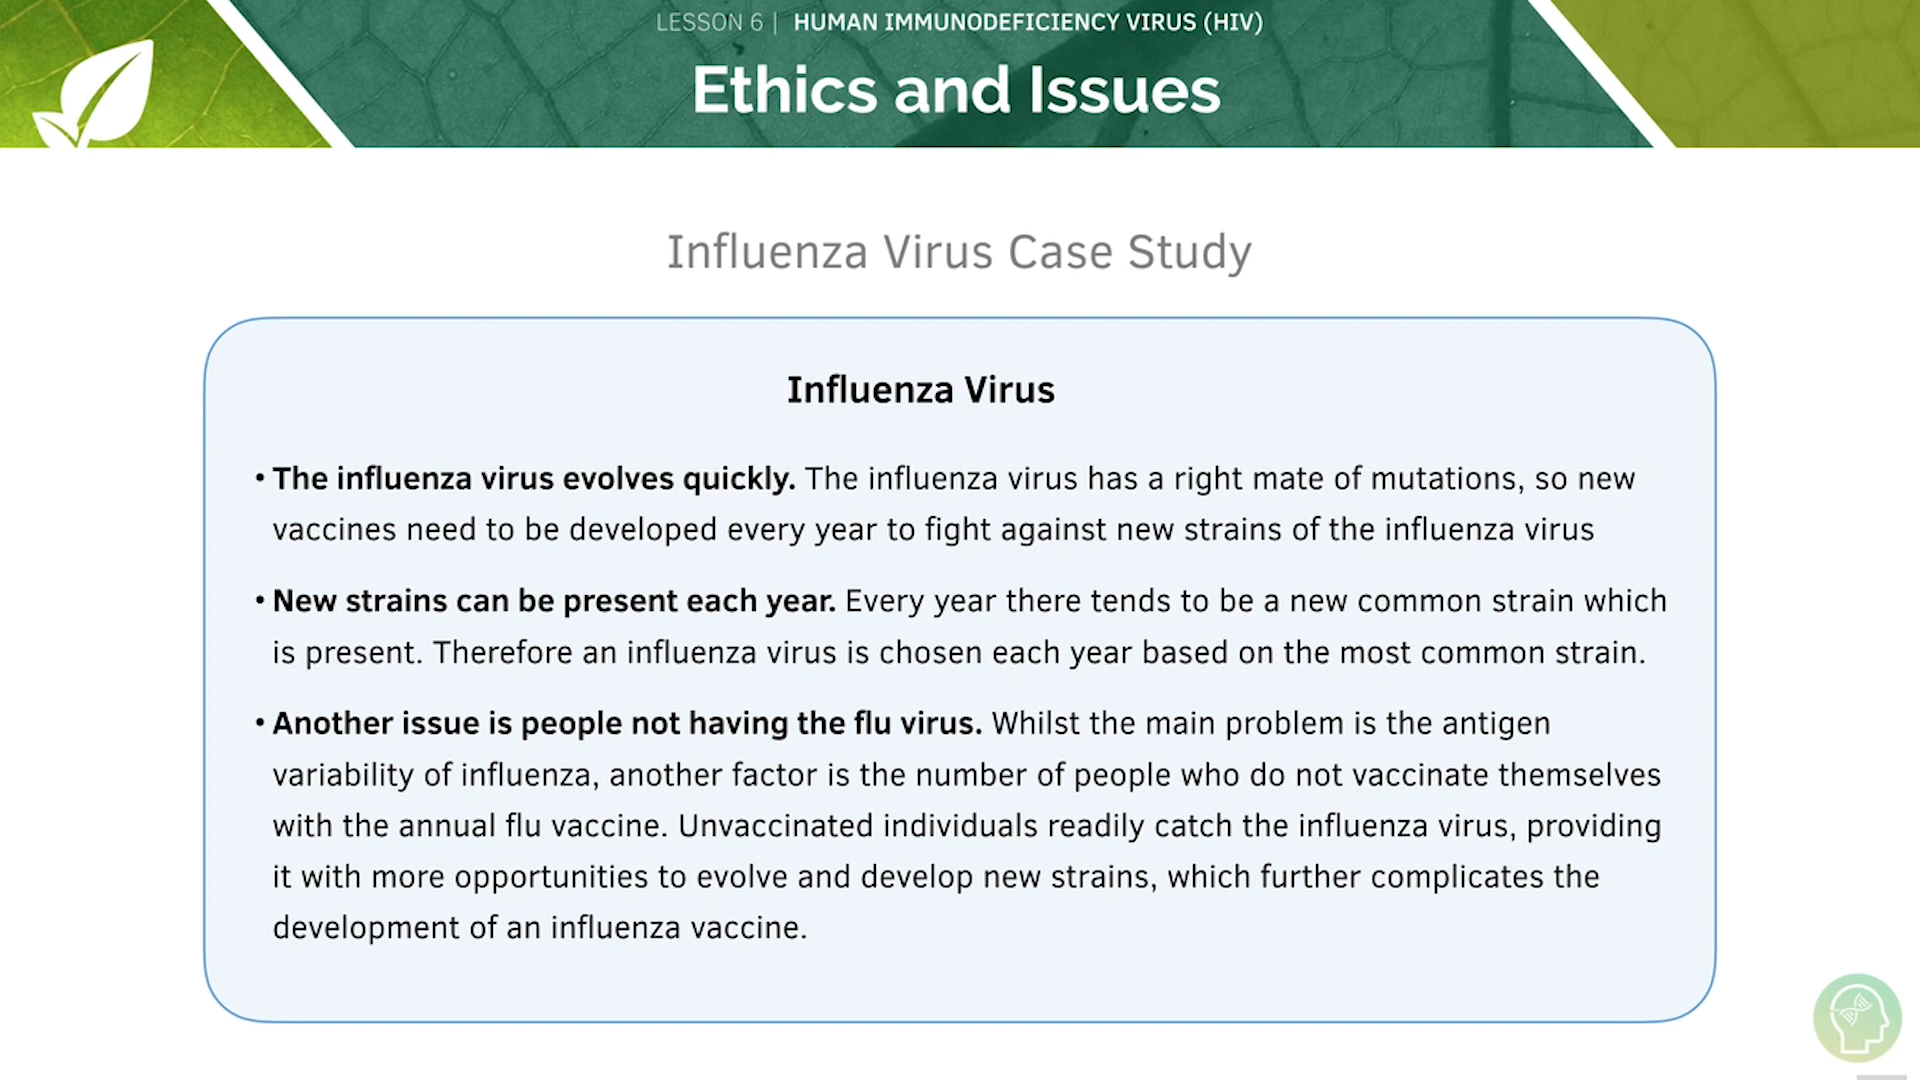 LESSON 6 | HUMAN IMMUNODEFICIENCY VIRUS (HIV)
Ethics and Issues
Influenza Virus Case Study
Influenza Virus
• The influenza virus evolves quickly. The influenza virus has a right mate of mutations, so new
vaccines need to be developed every year to fight against new strains of the influenza virus
• New strains can be present each year. Every year there tends to be a new common strain which
is present. Therefore an influenza virus is chosen each year based on the most common strain.
• Another issue is people not having the flu virus. Whilst the main problem is the antigen
variability of influenza, another factor is the number of people who do not vaccinate themselves
with the annual flu vaccine. Unvaccinated individuals readily catch the influenza virus, providing
it with more opportunities to evolve and develop new strains, which further complicates the
development of an influenza vaccine.